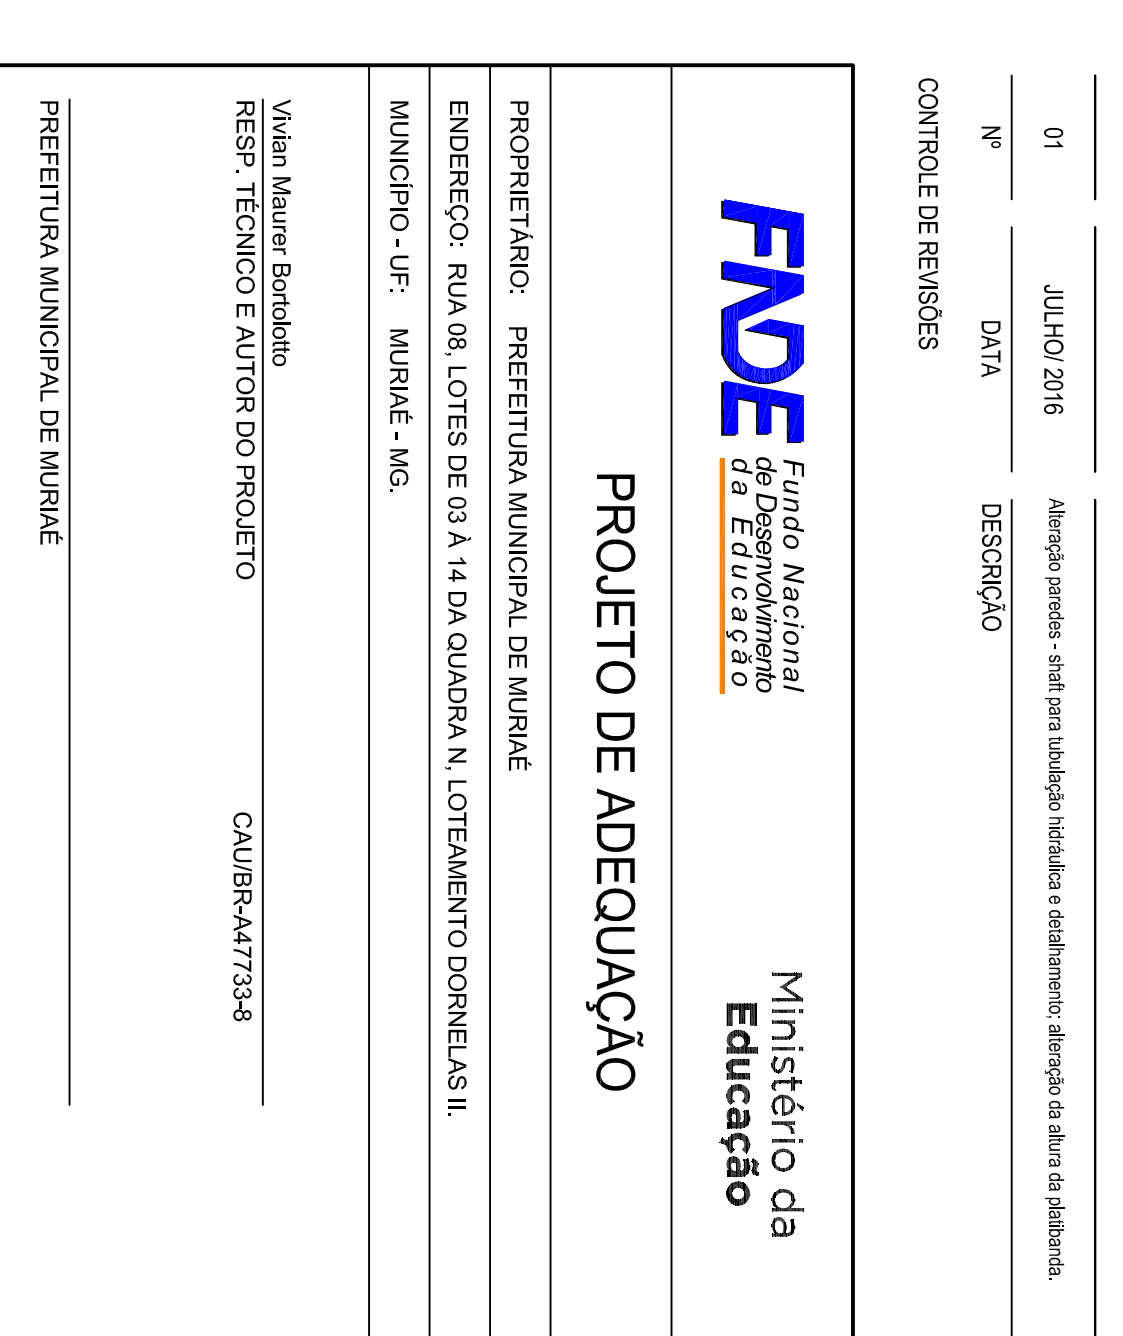 01 JULHO/ 2016 Alteração paredes - shaft para tubulação hidráulica e detalhamento; alteração da altura da platibanda.
Nº DATA DESCRIÇÃO
CONTROLE DE REVISÕES
FNDE
Fundo Nacional
de Desenvolvimento
da Educação
Ministério da
Educação
PROJETO DE ADEQUAÇÃO
PROPRIETÁRIO: PREFEITURA MUNICIPAL DE MURIAÉ
ENDEREÇO: RUA 08, LOTES DE 03 À 14 DA QUADRA N, LOTEAMENTO DORNELAS II.
MUNICÍPIO - UF: MURIAÉ - MG.
Vivian Maurer Bortolotto
RESP. TÉCNICO E AUTOR DO PROJETO CAU/BR-A47733-8
PREFEITURA MUNICIPAL DE MURIAÉ